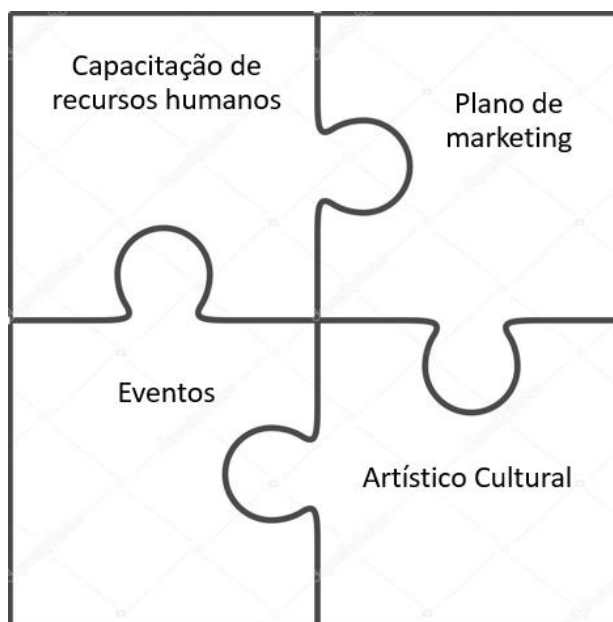 Capacitação de
recursos humanos
Plano de
marketing
Eventos
Artístico Cultural